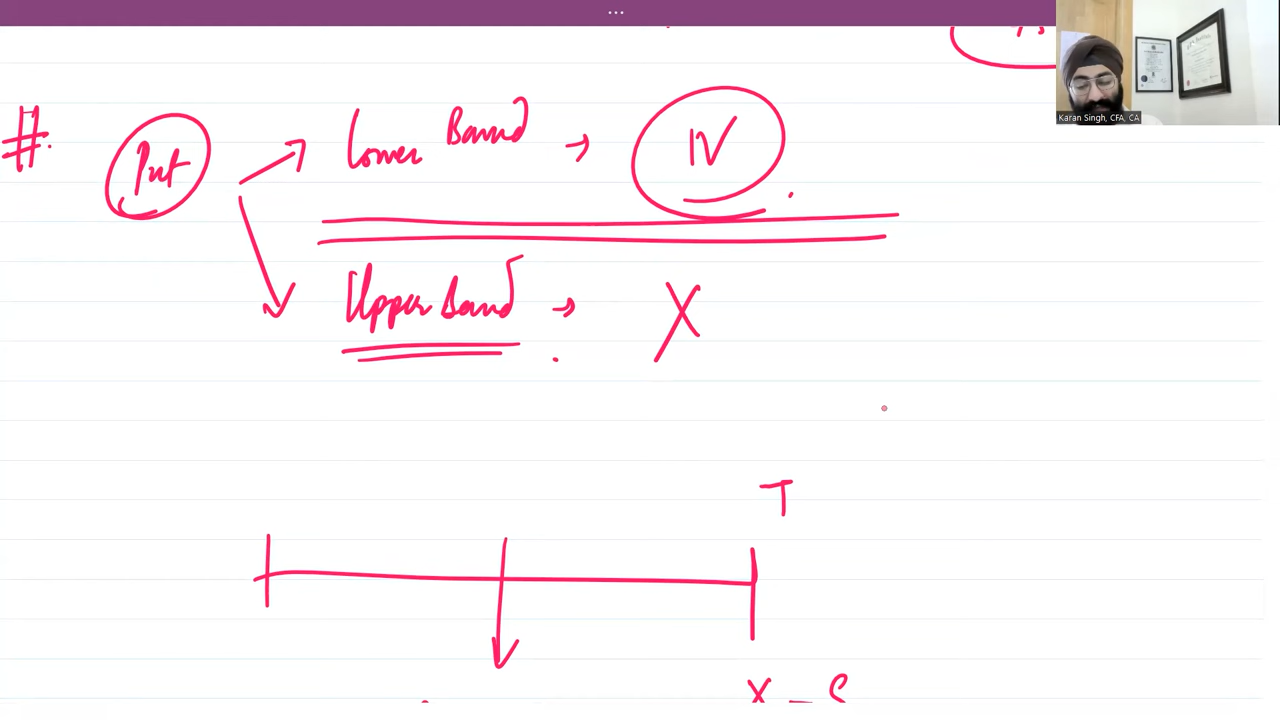 #. Put → Lower Band → IV
Upper Band → X
T
X - S
Karan Singh, CFA, CA